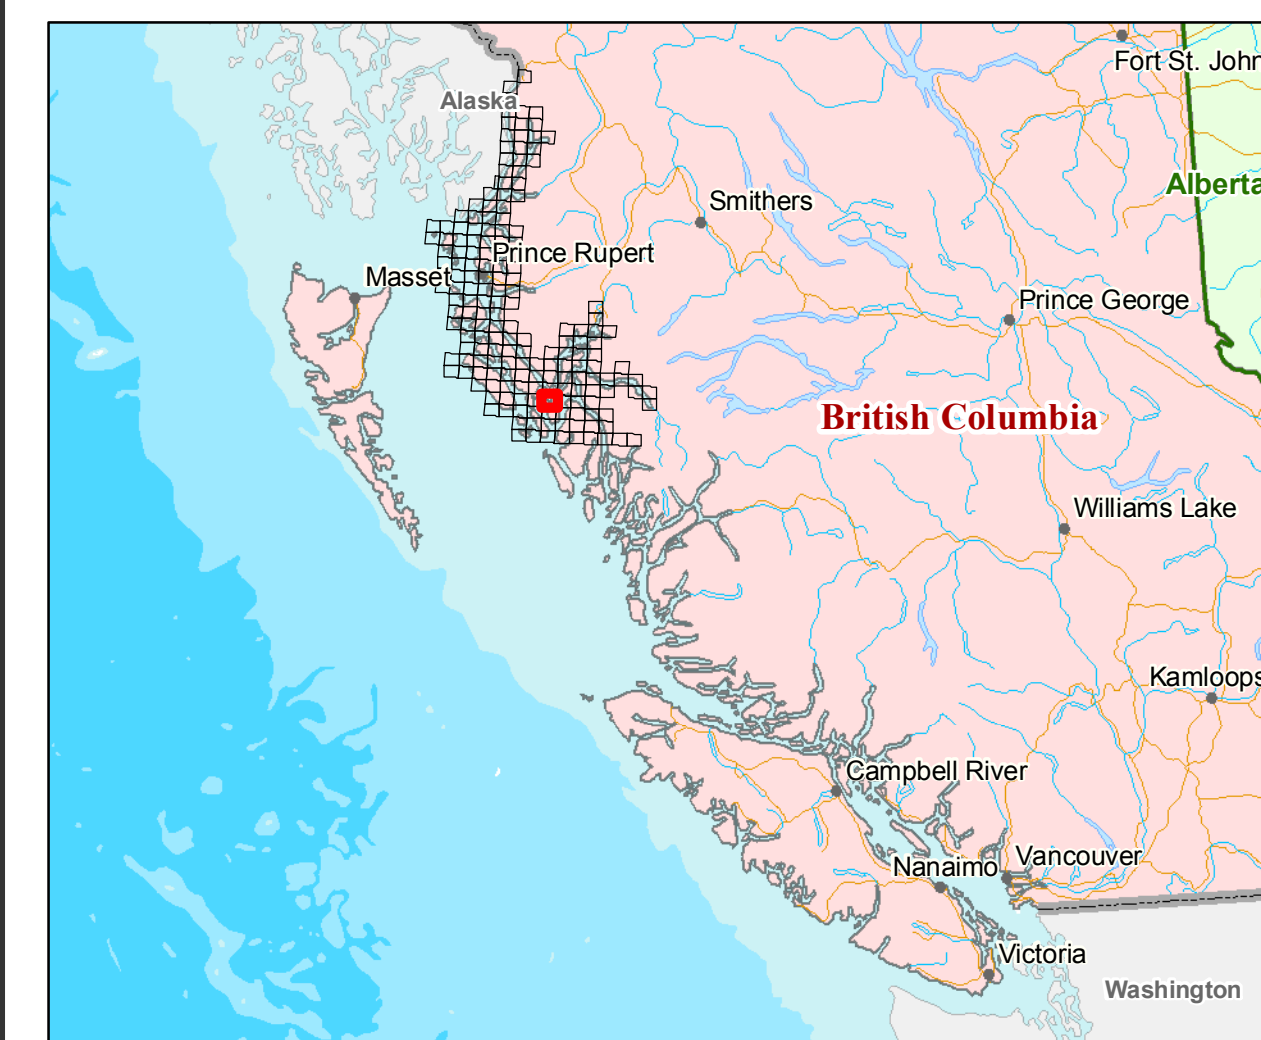 Fort St. John
Alaska
Alberta
Smithers
Prince Rupert
Masset
Prince George
British Columbia
Williams Lake
Kamloops
Campbell River
Vancouver
Nanaimo
Victoria
Washington